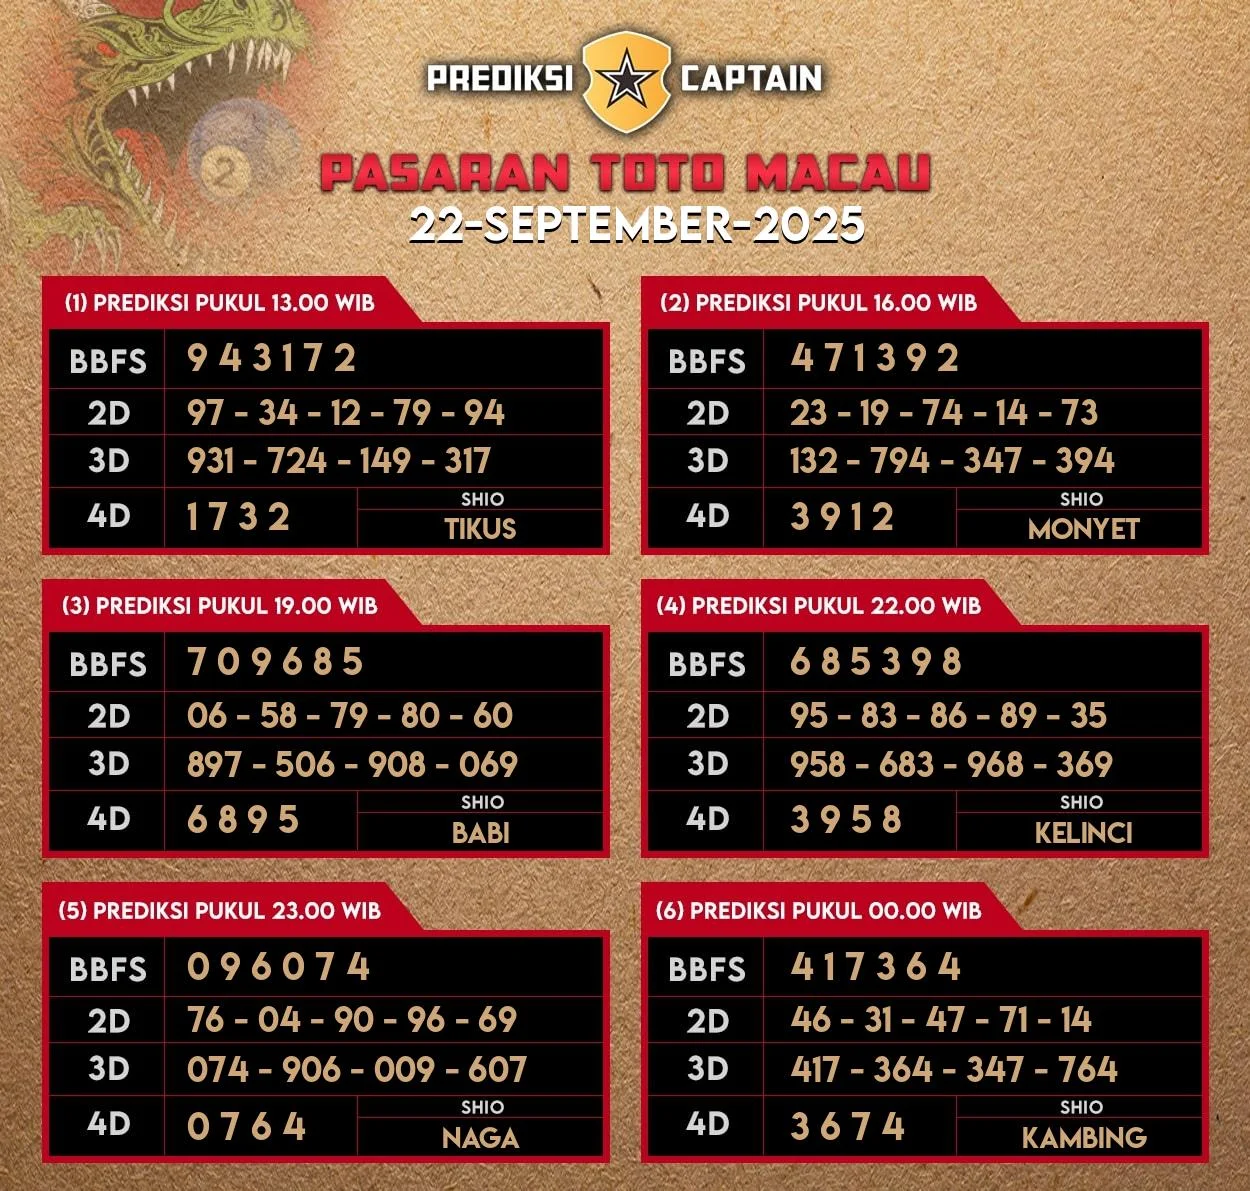 PREDIKSI CAPTAIN
PASARAN TOTO MACAU
22-SEPTEMBER-2025
2
(1) PREDIKSI PUKUL 13.00 WIB
BBFS 9 4 3 1 7 2
2D 97 - 34 - 12 - 79 - 94
3D 931 - 724 - 149 - 317
4D 1 7 3 2
SHIO
TIKUS
(2) PREDIKSI PUKUL 16.00 WIB
BBFS 4 7 1 3 9 2
2D 23 - 19 - 74 - 14 - 73
3D 132 - 794 - 347 - 394
4D 3 9 1 2
SHIO
MONYET
(3) PREDIKSI PUKUL 19.00 WIB
BBFS 7 0 9 6 8 5
2D 06 - 58 - 79 - 80 - 60
3D 897 - 506 - 908 - 069
4D 6 8 9 5
SHIO
BABI
(4) PREDIKSI PUKUL 22.00 WIB
BBFS 6 8 5 3 9 8
2D 95 - 83 - 86 - 89 - 35
3D 958 - 683 - 968 - 369
4D 3 9 5 8
SHIO
KELINCI
(5) PREDIKSI PUKUL 23.00 WIB
BBFS 0 9 6 0 7 4
2D 76 - 04 - 90 - 96 - 69
3D 074 - 906 - 009 - 607
4D 0 7 6 4
SHIO
NAGA
(6) PREDIKSI PUKUL 00.00 WIB
BBFS 4 1 7 3 6 4
2D 46 - 31 - 47 - 71 - 14
3D 417 - 364 - 347 - 764
4D 3 6 7 4
SHIO
KAMBING